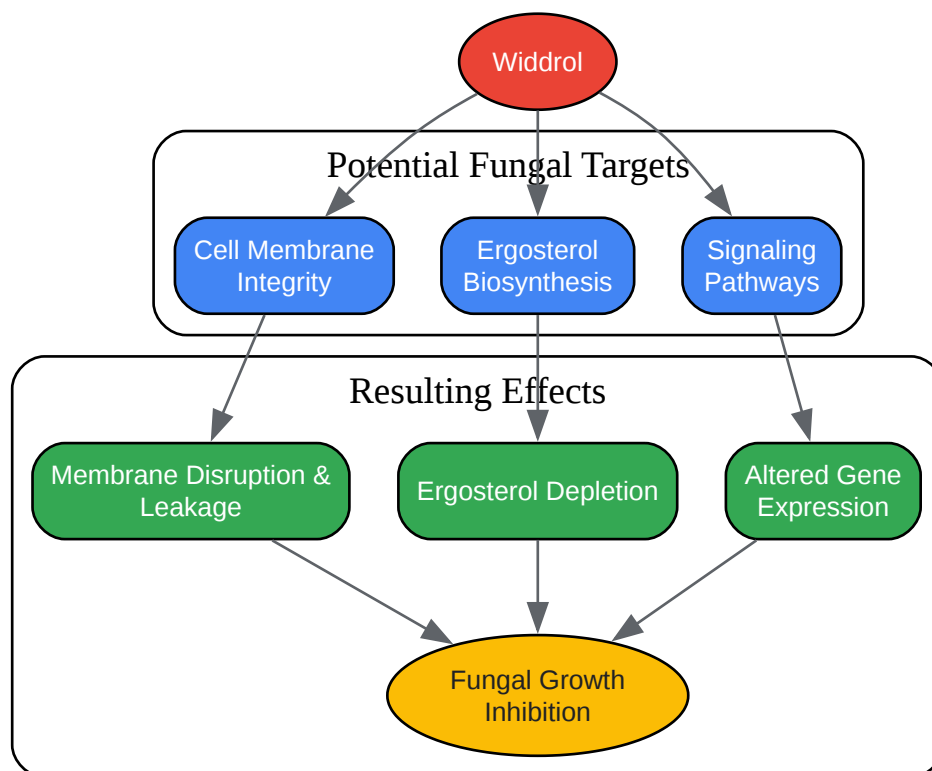 Widdrol
Potential Fungal Targets
Cell Membrane
Integrity
Ergosterol
Biosynthesis
Signaling
Pathways
Resulting Effects
Membrane Disruption &
Leakage
Ergosterol Depletion
Altered Gene
Expression
Fungal Growth
Inhibition